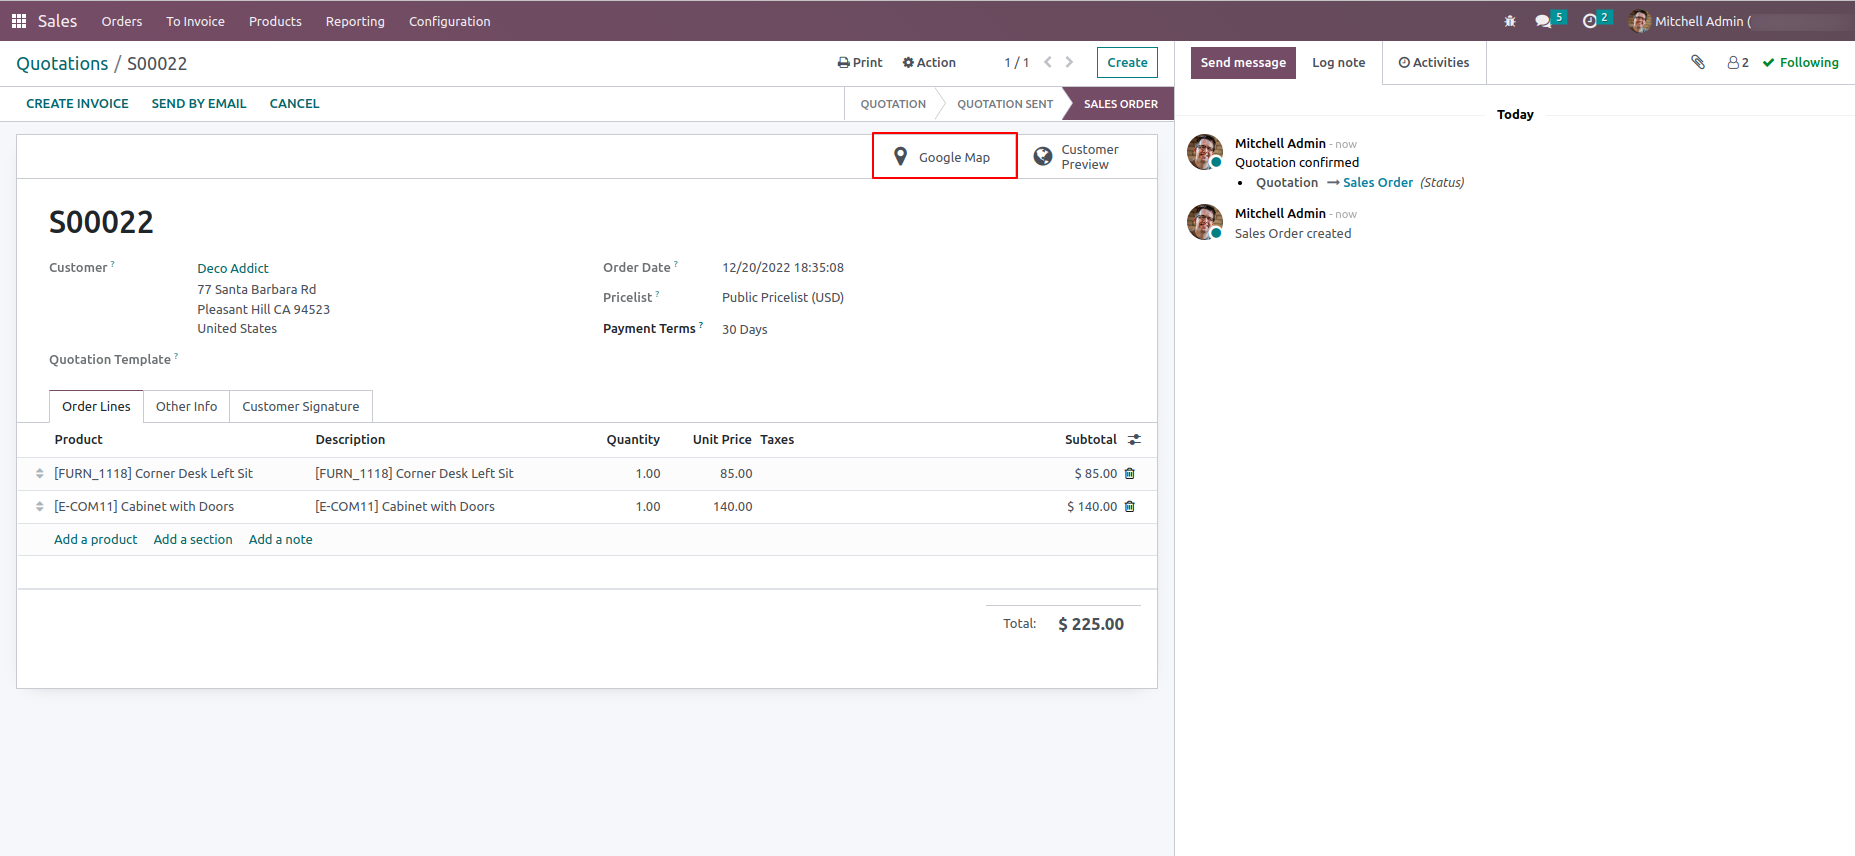 Sales Orders To Invoice Products Reporting Configuration 5 2 Mitchell Admin (
Quotations / S00022 Print Action 1 / 1 Create
Send message Log note Activities 2 Following
CREATE INVOICE SEND BY EMAIL CANCEL QUOTATION QUOTATION SENT SALES ORDER
Google Map Customer
Preview
S00022
Customer ? Deco Addict
77 Santa Barbara Rd
Pleasant Hill CA 94523
United States
Order Date ? 12/20/2022 18:35:08
Pricelist ? Public Pricelist (USD)
Payment Terms ? 30 Days
Quotation Template ?
Order Lines Other Info Customer Signature
Product Description Quantity Unit Price Taxes Subtotal
[FURN_1118] Corner Desk Left Sit [FURN_1118] Corner Desk Left Sit 1.00 85.00 $ 85.00
[E-COM11] Cabinet with Doors [E-COM11] Cabinet with Doors 1.00 140.00 $ 140.00
Add a product Add a section Add a note
Total: $ 225.00
Today
Mitchell Admin - now
Quotation confirmed
• Quotation → Sales Order (Status)
Mitchell Admin - now
Sales Order created